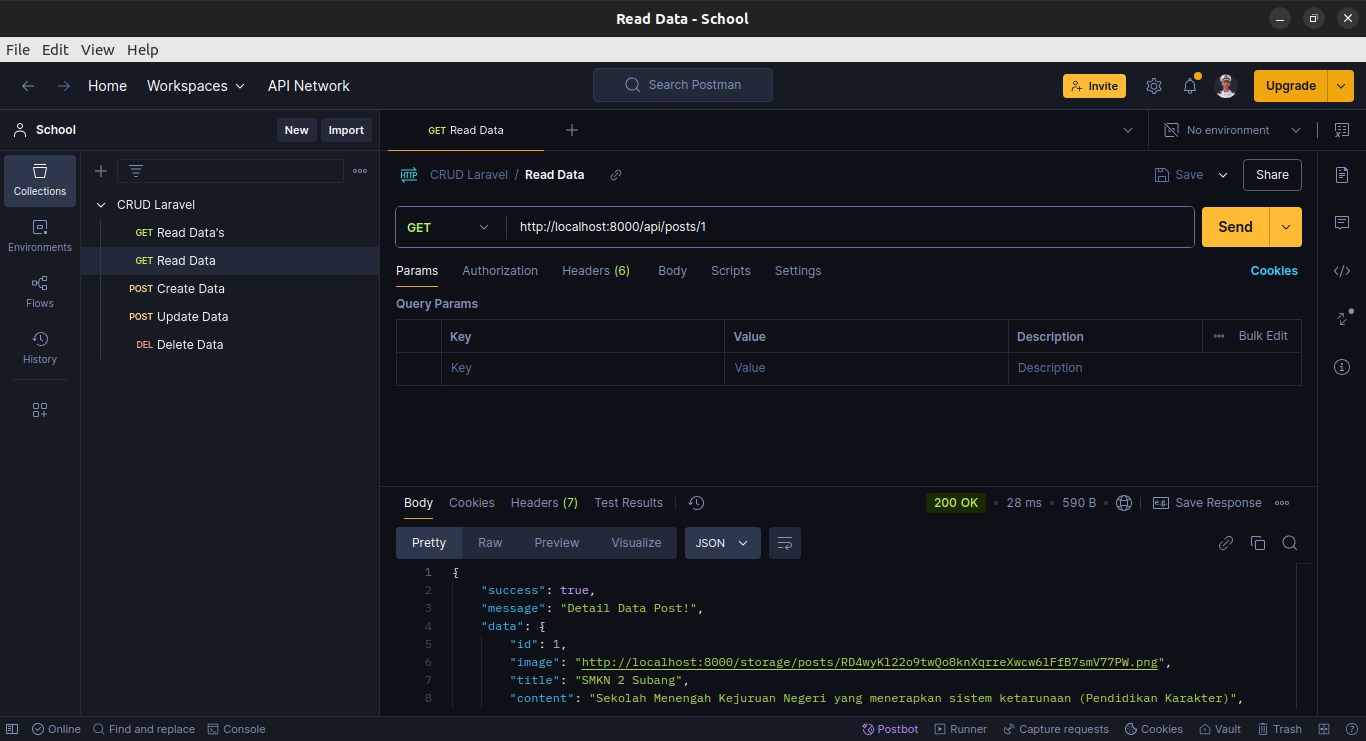 Read Data - School
File Edit View Help
Home Workspaces API Network Search Postman Invite Upgrade
School New Import GET Read Data No environment
Collections
Environments
Flows
History
CRUD Laravel
GET Read Data's
GET Read Data
POST Create Data
POST Update Data
DEL Delete Data
HTTP CRUD Laravel / Read Data Save Share
GET http://localhost:8000/api/posts/1 Send
Params Authorization Headers (6) Body Scripts Settings Cookies
Query Params
Key Value Description Bulk Edit
Key Value Description
Body Cookies Headers (7) Test Results 200 OK • 28 ms • 590 B • e.g. Save Response
Pretty Raw Preview Visualize JSON
1 {
2 "success": true,
3 "message": "Detail Data Post!",
4 "data": {
5 "id": 1,
6 "image": "http://localhost:8000/storage/posts/RD4wyKl22o9twQo8knXqrreXwcw6lFfB7smV77PW.png",
7 "title": "SMKN 2 Subang",
8 "content": "Sekolah Menengah Kejuruan Negeri yang menerapkan sistem ketarunaan (Pendidikan Karakter)",
Online Find and replace Console Postbot Runner Capture requests Cookies Vault Trash